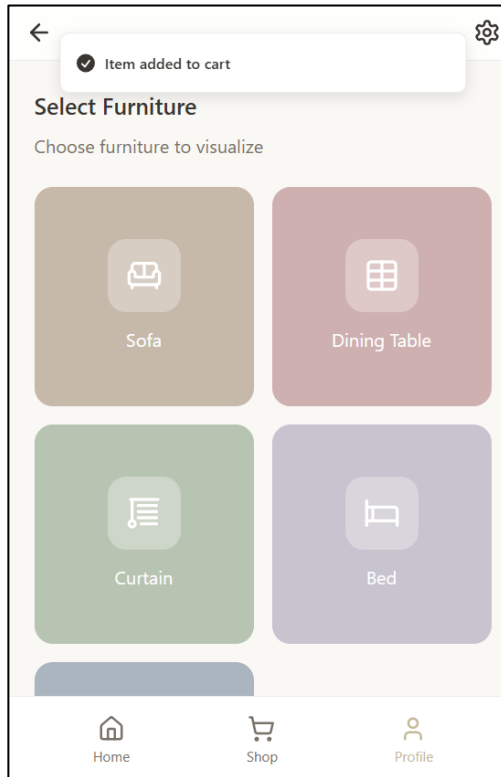 Item added to cart
Select Furniture
Choose furniture to visualize
Sofa
Dining Table
Curtain
Bed
Home
Shop
Profile